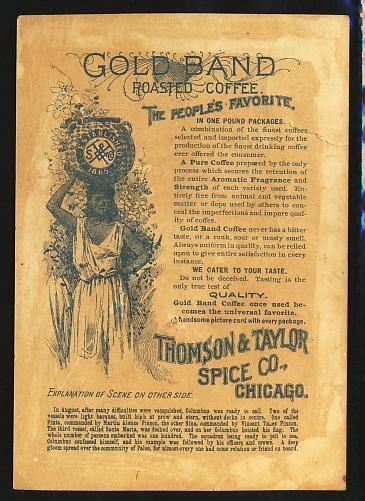 GOLD BAND
ROASTED COFFEE.
THE PEOPLE'S FAVORITE.
IN ONE POUND PACKAGES.
A combination of the finest coffees
selected and imported expressly for the
production of the finest drinking coffee
ever offered the consumer.
A Pure Coffee prepared by the only
process which secures the retention of
the entire Aromatic Fragrance and
Strength of each variety used. En-
tirely free from animal and vegetable
matter or dope used by others to con-
ceal the imperfections and impure qual-
ity of coffee.
Gold Band Coffee never has a bitter
taste, or a rank, sour or musty smell.
Always uniform in quality, can be relied
upon to give entire satisfaction in every
instance.
WE CATER TO YOUR TASTE.
Do not be deceived. Tasting is the
only true test of
QUALITY.
Gold Band Coffee once used be-
comes the universal favorite.
A handsome picture card with every package.
ESTABLISHED
1865
THOMSON & TAYLOR
SPICE CO.,
CHICAGO.
EXPLANATION OF SCENE ON OTHER SIDE.
In August, after many difficulties were vanquished, Columbus was ready to sail. Two of the
vessels were light barques, built high at prow and stern, without decks in centre. One called
Pinta, commanded by Martin Alonzo Pinzon, the other Nina, commanded by Vincent Yanes Pinzon.
The third vessel, called Santa Maria, was decked over, and on her Columbus hoisted his flag. The
whole number of persons embarked was one hundred. The squadron being ready to put to sea,
Columbus confessed himself, and his example was followed by his officers and crews. A deep
gloom spread over the community of Palos, for almost every one had some relation or friend on board.